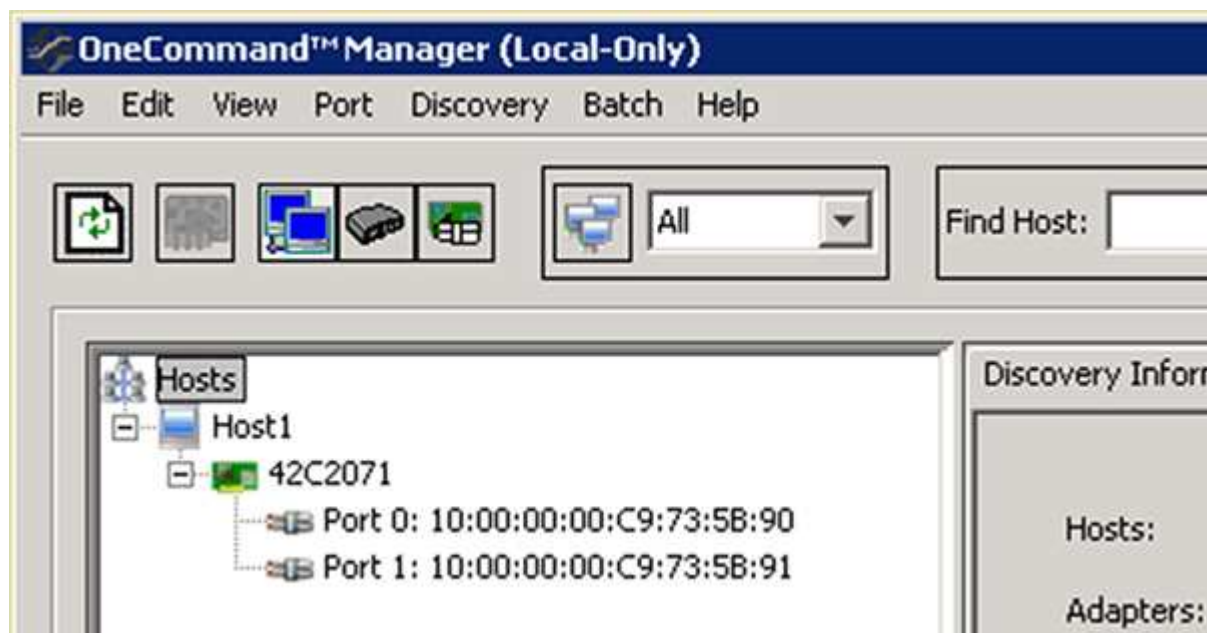 OneCommand™ Manager (Local-Only)
File Edit View Port Discovery Batch Help
All Find Host:
Hosts
Host1
42C2071
Port 0: 10:00:00:00:C9:73:5B:90
Port 1: 10:00:00:00:C9:73:5B:91
Discovery Inform
Hosts:
Adapters: